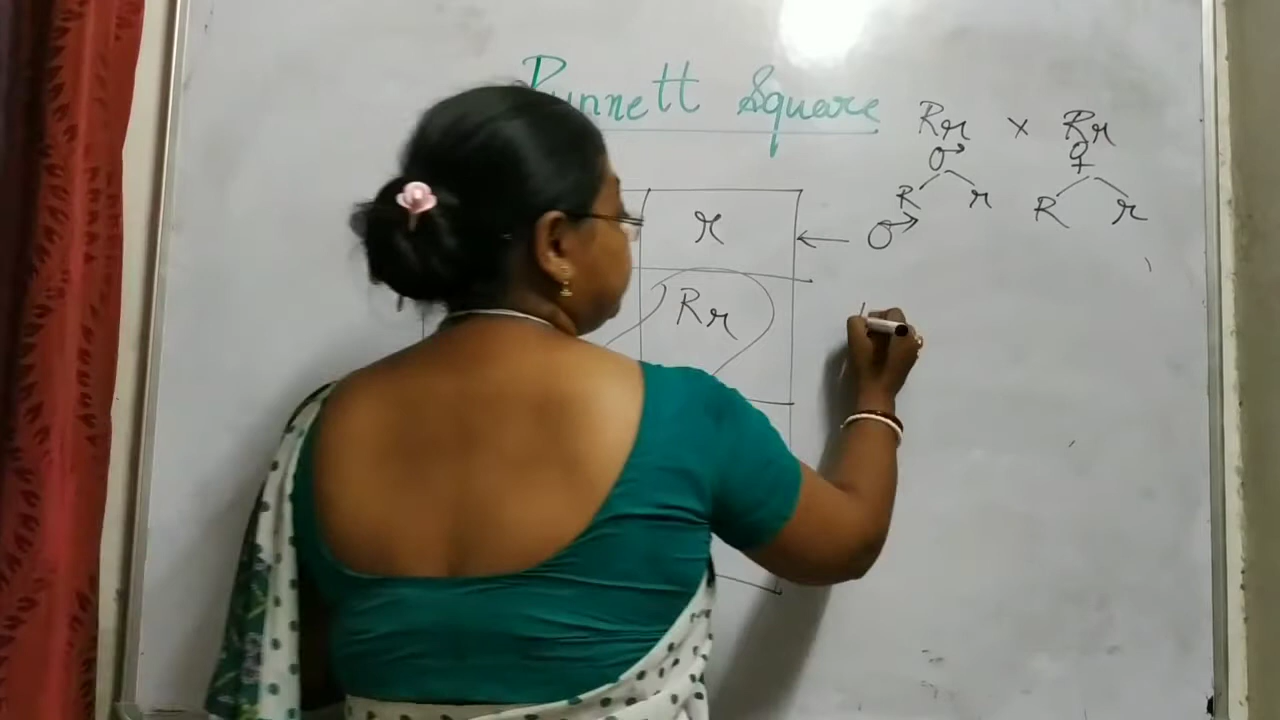 Punnett Square
Rr × Rr
♂ ♀
R r R r
r ← ♂
Rr